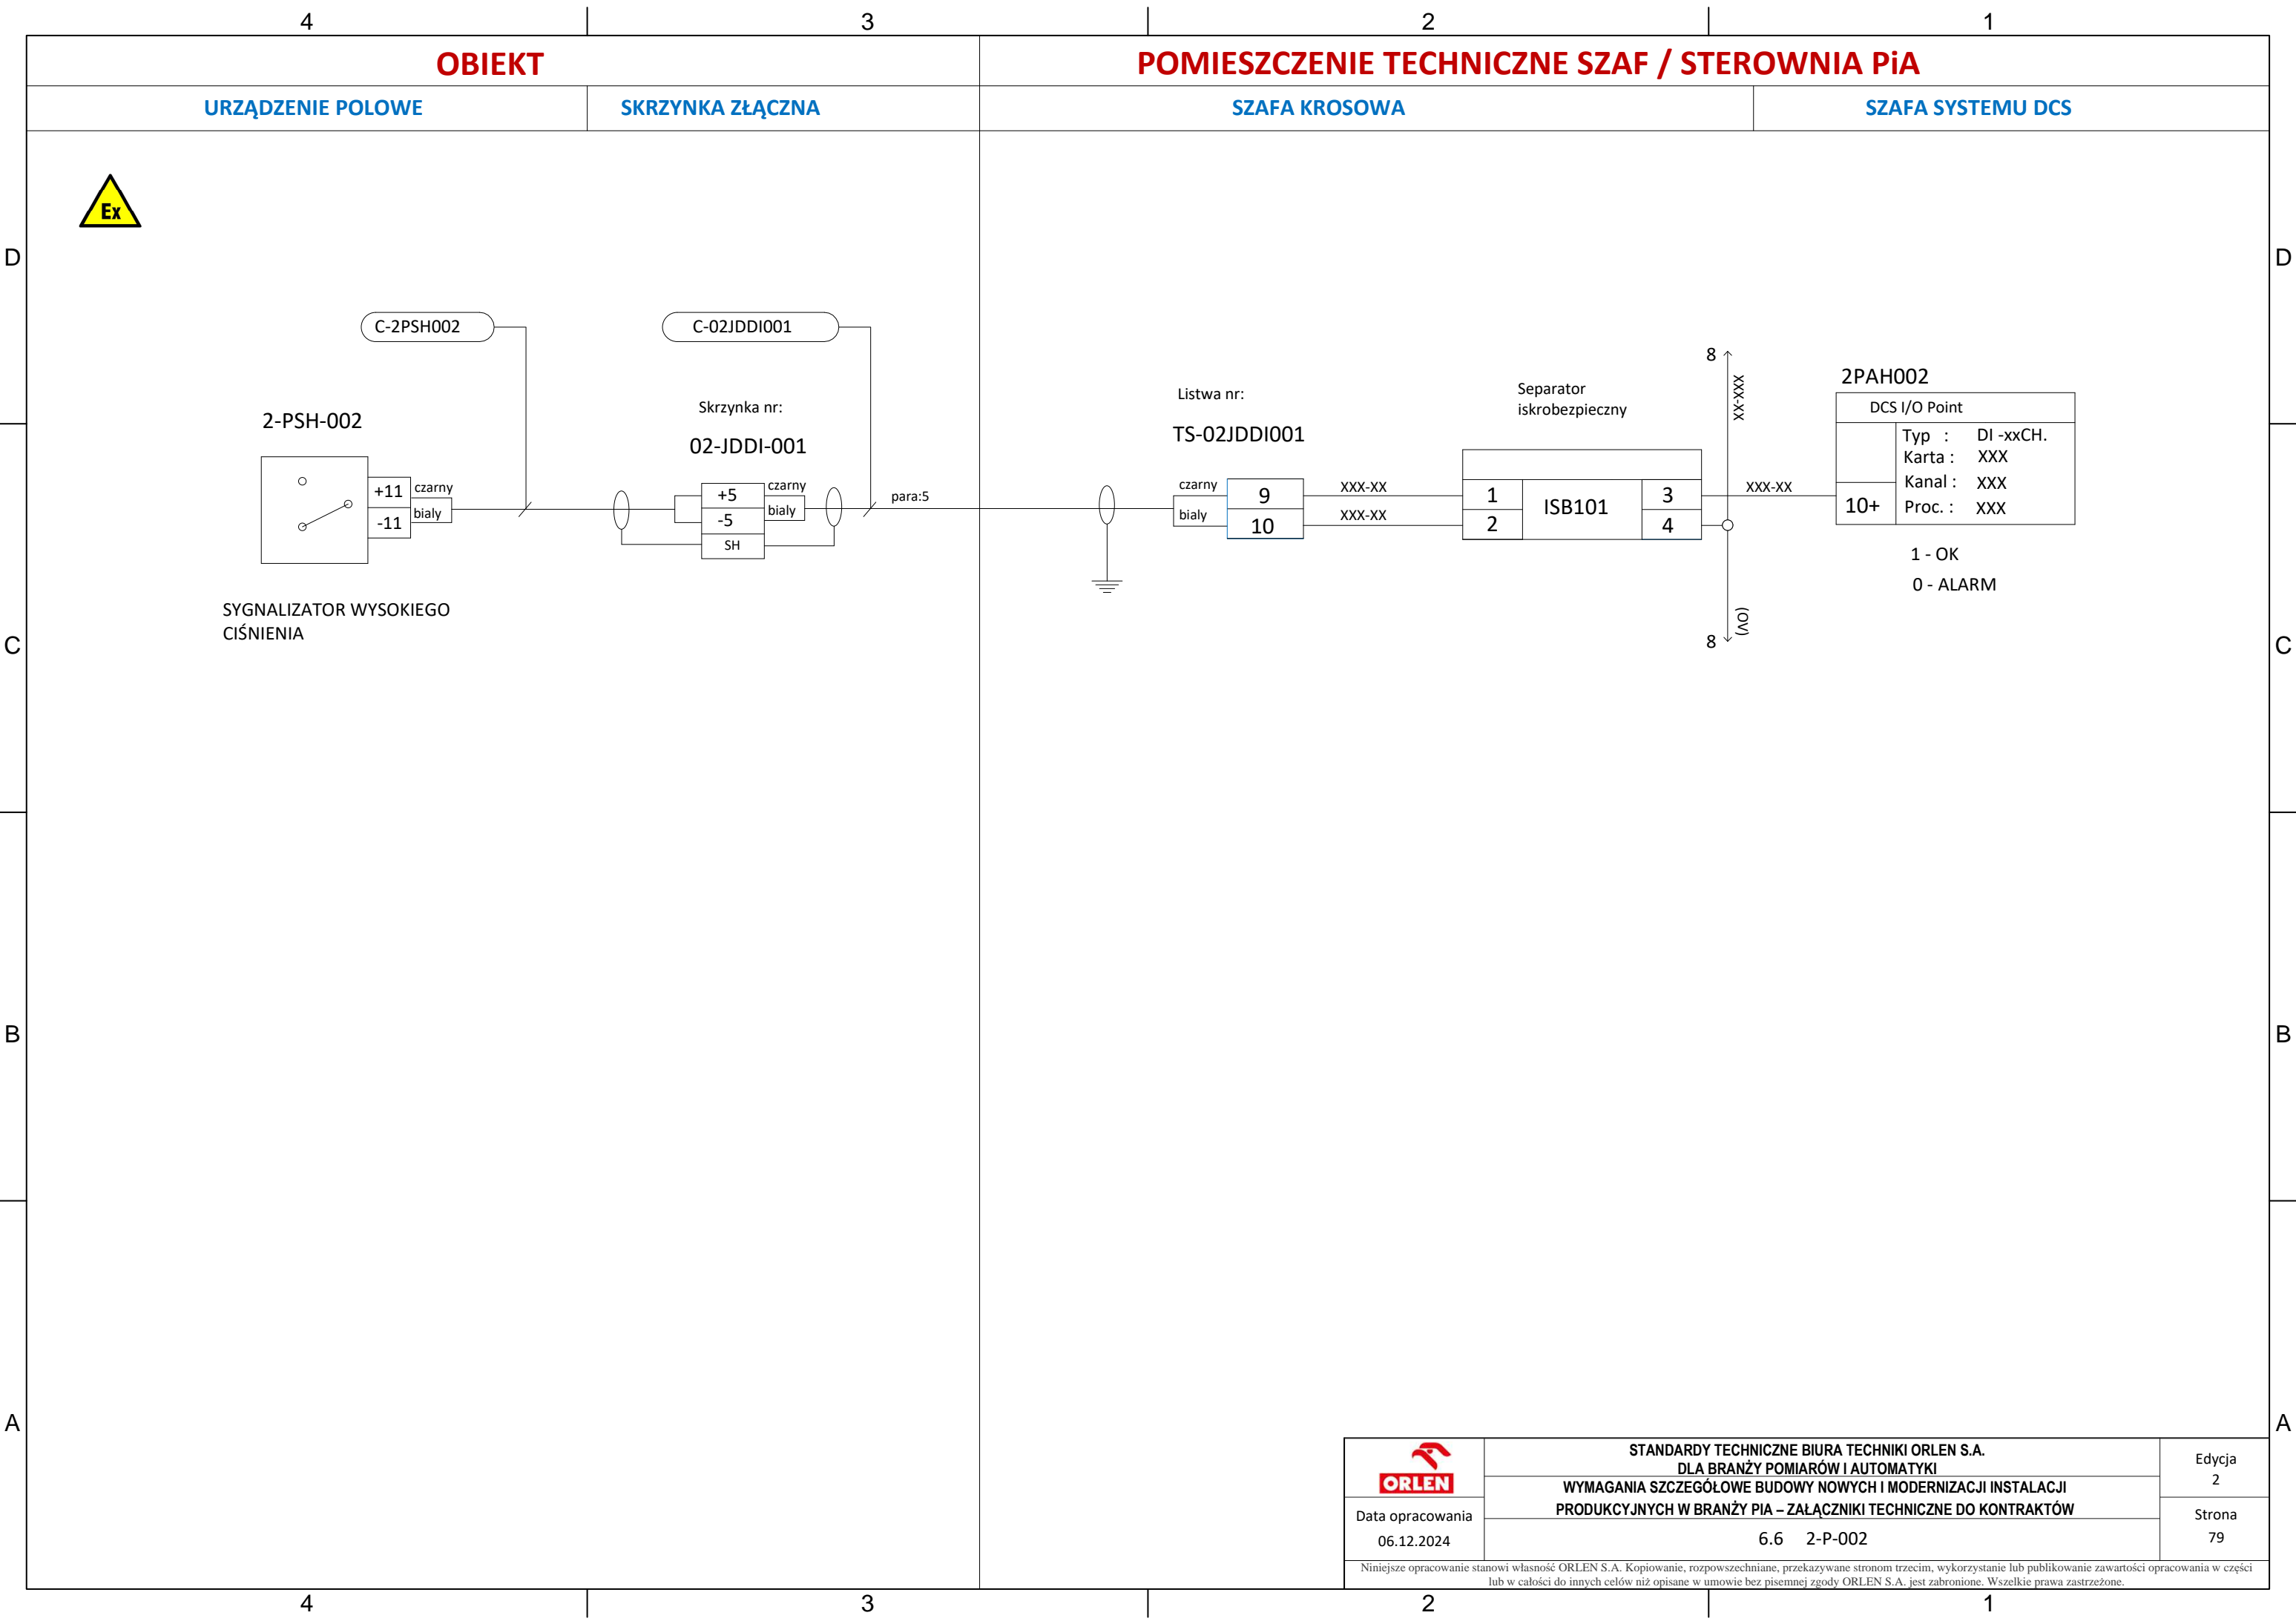 4 3 2 1
OBIEKT
POMIESZCZENIE TECHNICZNE SZAF / STEROWNIA PiA
URZĄDZENIE POLOWE
SKRZYNKA ZŁĄCZNA
SZAFA KROSOWA
SZAFA SYSTEMU DCS
Ex
D
D
C-2PSH002
C-02JDDI001
2-PSH-002
+11
-11
czarny
bialy
SYGNALIZATOR WYSOKIEGO
CIŚNIENIA
Skrzynka nr:
02-JDDI-001
+5
-5
SH
czarny
bialy
para:5
Listwa nr:
TS-02JDDI001
czarny
bialy
9
10
XXX-XX
XXX-XX
Separator
iskrobezpieczny
1
2
ISB101
3
4
8
XXX-XX
XXX-XX
(OV)
8
2PAH002
DCS I/O Point
10+
Typ : DI -xxCH.
Karta : XXX
Kanal : XXX
Proc. : XXX
1 - OK
0 - ALARM
C
C
B
B
A
A
ORLEN
Data opracowania
06.12.2024
STANDARDY TECHNICZNE BIURA TECHNIKI ORLEN S.A.
DLA BRANŻY POMIARÓW I AUTOMATYKI
WYMAGANIA SZCZEGÓŁOWE BUDOWY NOWYCH I MODERNIZACJI INSTALACJI
PRODUKCYJNYCH W BRANŻY PIA – ZAŁĄCZNIKI TECHNICZNE DO KONTRAKTÓW
6.6 2-P-002
Edycja
2
Strona
79
Niniejsze opracowanie stanowi własność ORLEN S.A. Kopiowanie, rozpowszechniane, przekazywane stronom trzecim, wykorzystanie lub publikowanie zawartości opracowania w części
lub w całości do innych celów niż opisane w umowie bez pisemnej zgody ORLEN S.A. jest zabronione. Wszelkie prawa zastrzeżone.
4 3 2 1